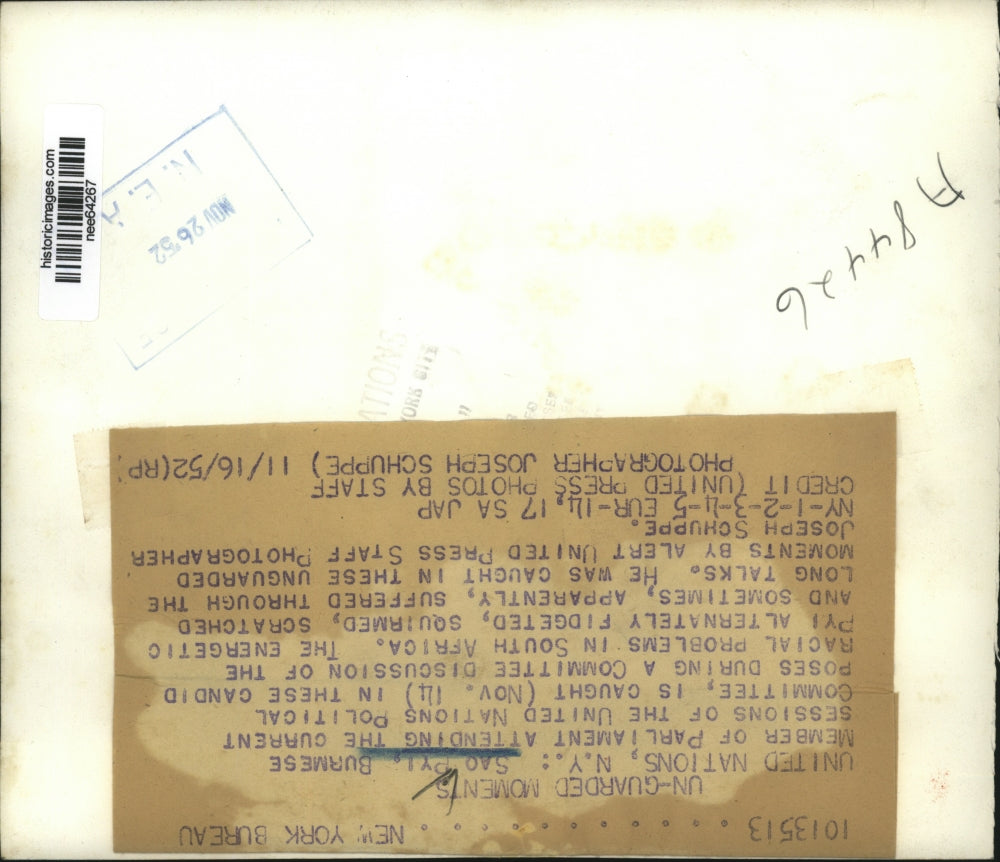 historicimages.com
nee64267
N. E. A
NOV 26 '52
A 84426
ATIONS
YORK
1013513 . . . . . . . . . . . . NEW YORK BUREAU
UN-GUARDED MOMENTS
UNITED NATIONS, N.Y.: SAO PYI, BURMESE
MEMBER OF PARLIAMENT ATTENDING THE CURRENT
SESSIONS OF THE UNITED NATIONS POLITICAL
COMMITTEE, IS CAUGHT (NOV. 14) IN THESE CANDID
POSES DURING A COMMITTEE DISCUSSION OF THE
RACIAL PROBLEMS IN SOUTH AFRICA. THE ENERGETIC
PYI ALTERNATELY FIDGETED, SQUIRMED, SCRATCHED
AND SOMETIMES, APPARENTLY, SUFFERED THROUGH THE
LONG TALKS. HE WAS CAUGHT IN THESE UNGUARDED
MOMENTS BY ALERT UNITED PRESS STAFF PHOTOGRAPHER
JOSEPH SCHUPPE.
NY-1-2-3-4-5 EUR-14,17 SA JAP
CREDIT (UNITED PRESS PHOTOS BY STAFF
PHOTOGRAPHER JOSEPH SCHUPPE) 11/16/52(RP)